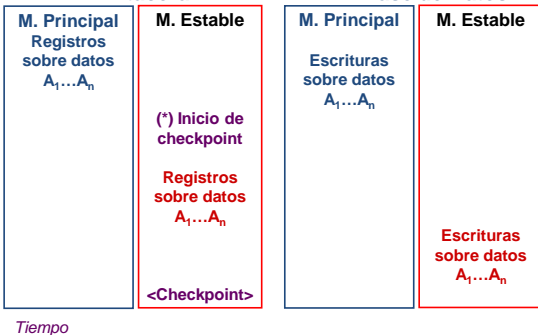 M. Principal
Registros
sobre datos
A1…An
M. Estable
(*) Inicio de
checkpoint
Registros
sobre datos
A1…An
<Checkpoint>
M. Principal
Escrituras
sobre datos
A1…An
M. Estable
Escrituras
sobre datos
A1…An
Tiempo